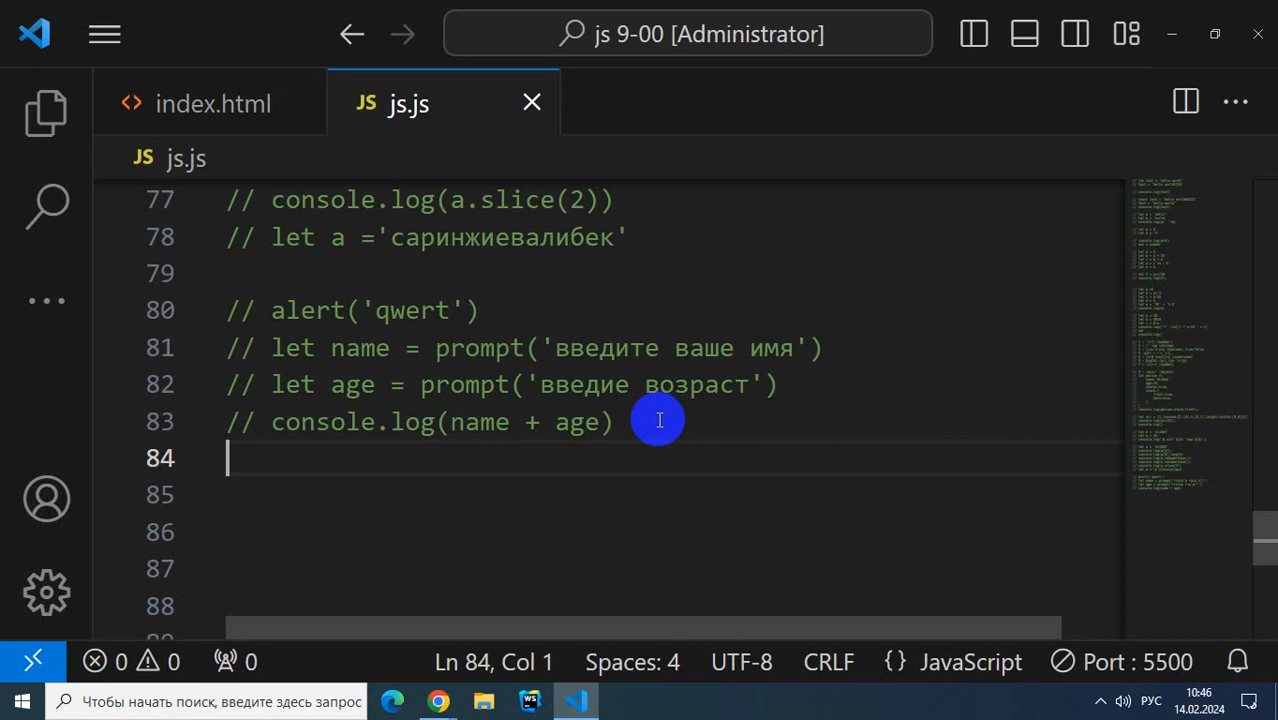 js 9-00 [Administrator]
index.html
JS js.js
JS js.js
77 // console.log(a.slice(2))
78 // let a ='саринжиевалибек'
79
80 // alert('qwert')
81 // let name = prompt('введите ваше имя')
82 // let age = prompt('введие возраст')
83 // console.log(name + age)
84
85
86
87
88
0 0 0 Ln 84, Col 1 Spaces: 4 UTF-8 CRLF {} JavaScript Port : 5500
Чтобы начать поиск, введите здесь запрос WS РУС 10:46
14.02.2024